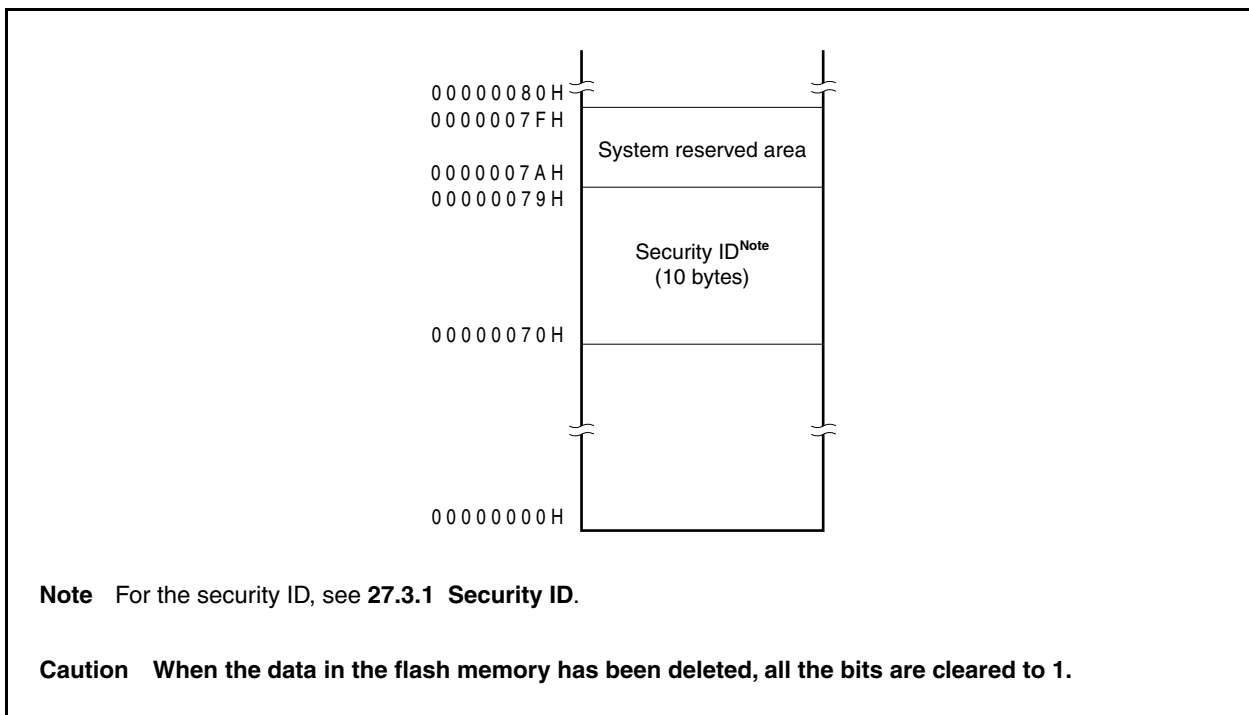 00000080H
0000007FH
System reserved area
0000007AH
00000079H
Security IDNote
(10 bytes)
00000070H
00000000H
Note For the security ID, see 27.3.1 Security ID.
Caution When the data in the flash memory has been deleted, all the bits are cleared to 1.